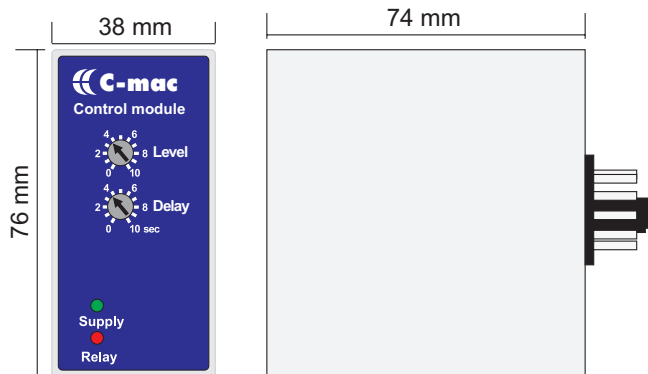 38 mm
74 mm
76 mm
C-mac
Control module
4 6
2 8 Level
0 10
4 6
2 8 Delay
0 10 sec
Supply
Relay